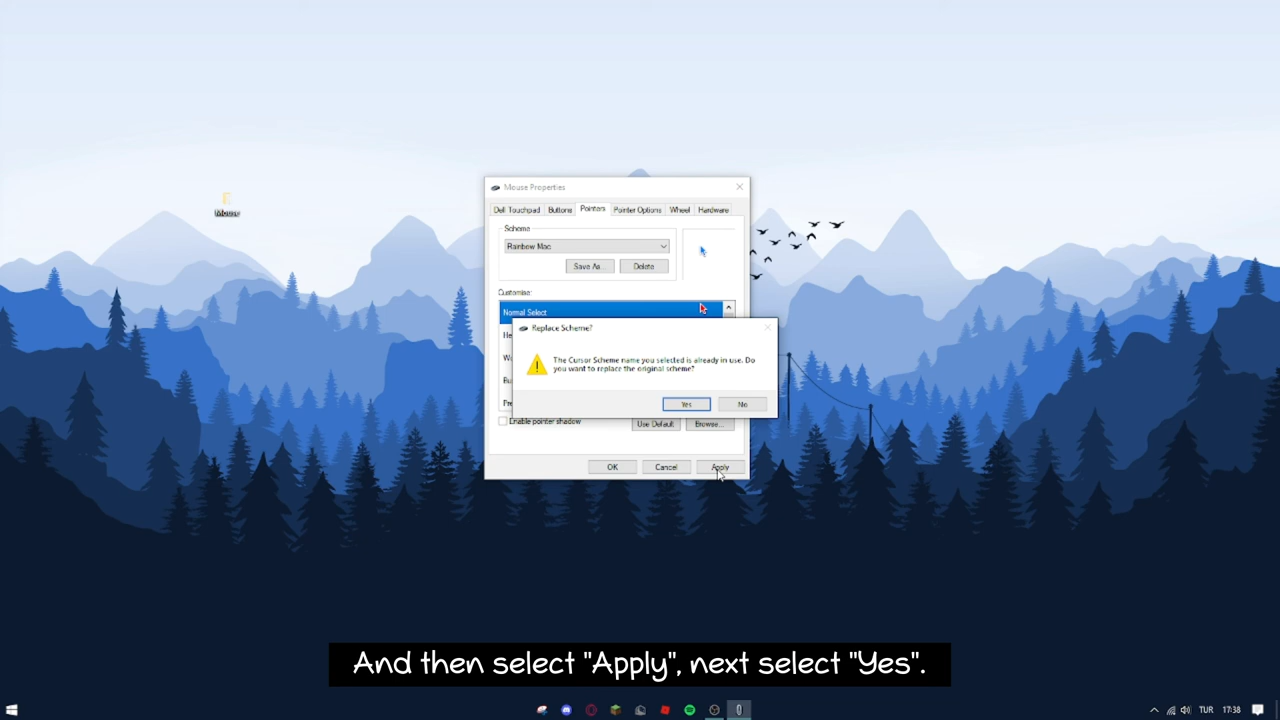 Mouse
Mouse Properties
Dell Touchpad Buttons Pointers Pointer Options Wheel Hardware
Scheme
Rainbow Mac
Save As... Delete
Customise:
Normal Select
He
Replace Scheme?
The Cursor Scheme name you selected is already in use. Do
you want to replace the original scheme?
Yes No
Enable pointer shadow Use Default Browse...
OK Cancel Apply
And then select "Apply", next select "Yes".
TUR 17:38